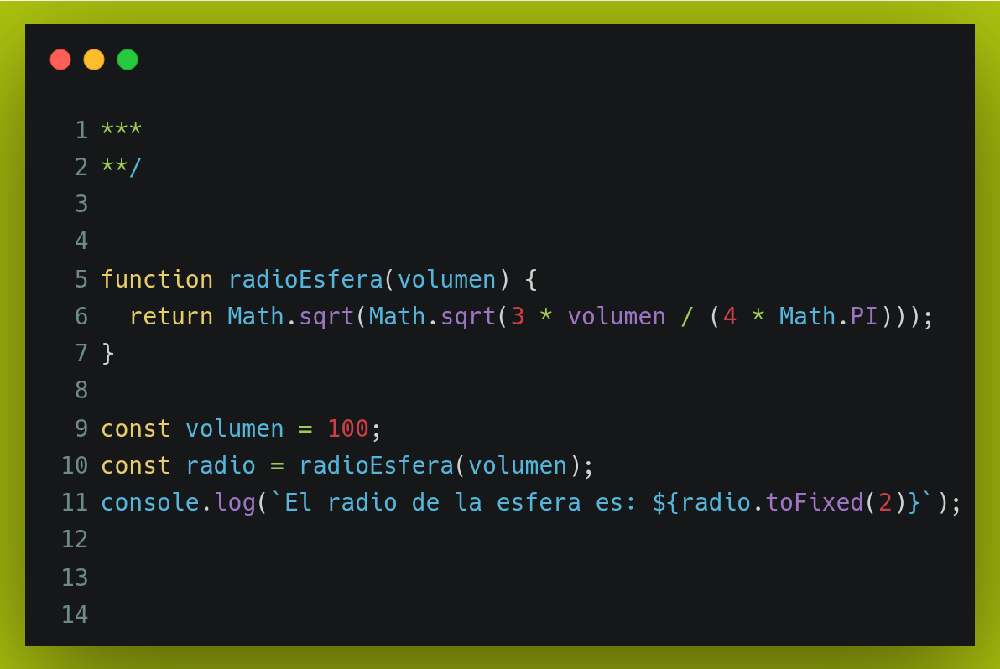 1 ***
2 **/
3
4
5 function radioEsfera(volumen) {
6   return Math.sqrt(Math.sqrt(3 * volumen / (4 * Math.PI)));
7 }
8
9 const volumen = 100;
10 const radio = radioEsfera(volumen);
11 console.log(`El radio de la esfera es: ${radio.toFixed(2)}`);
12
13
14